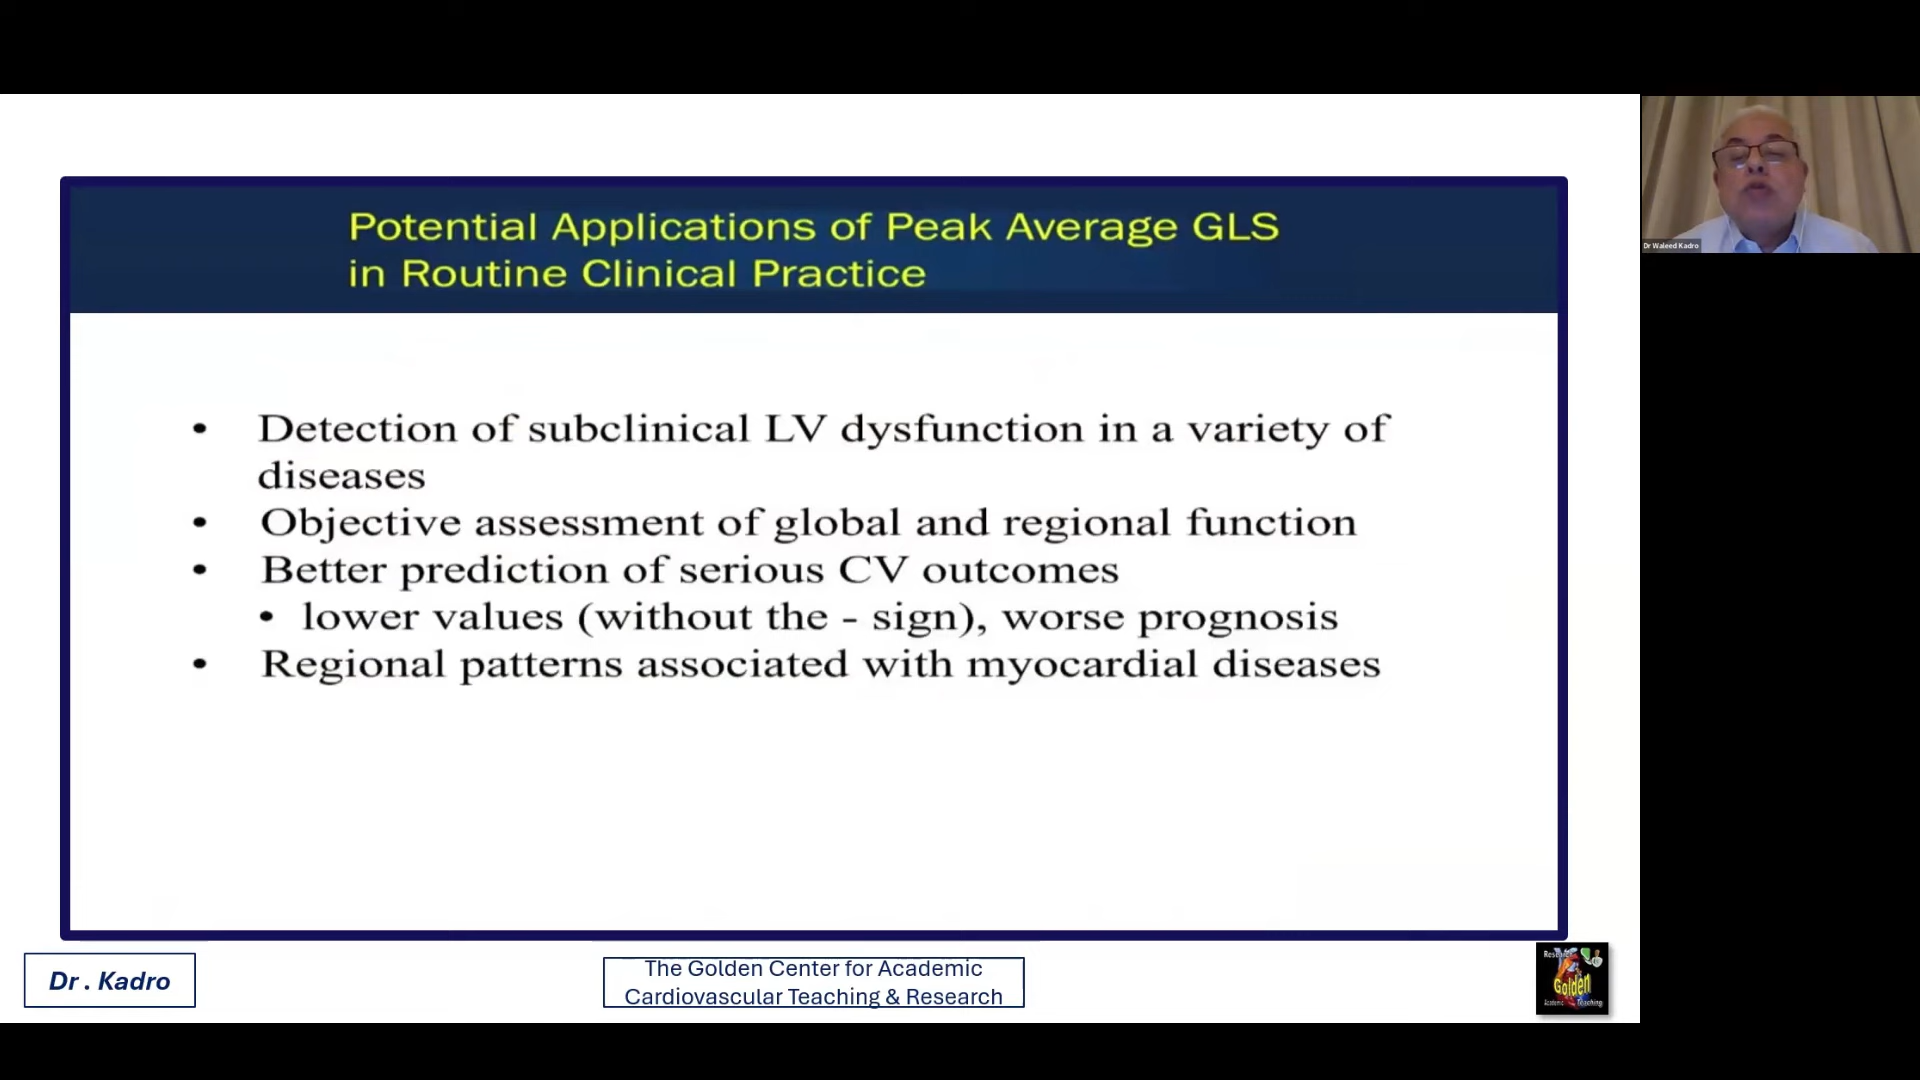 Potential Applications of Peak Average GLS
in Routine Clinical Practice
• Detection of subclinical LV dysfunction in a variety of
diseases
• Objective assessment of global and regional function
• Better prediction of serious CV outcomes
• lower values (without the - sign), worse prognosis
• Regional patterns associated with myocardial diseases
Dr . Kadro
The Golden Center for Academic
Cardiovascular Teaching & Research
Golden
Academic Teaching
Dr Waleed Kadro